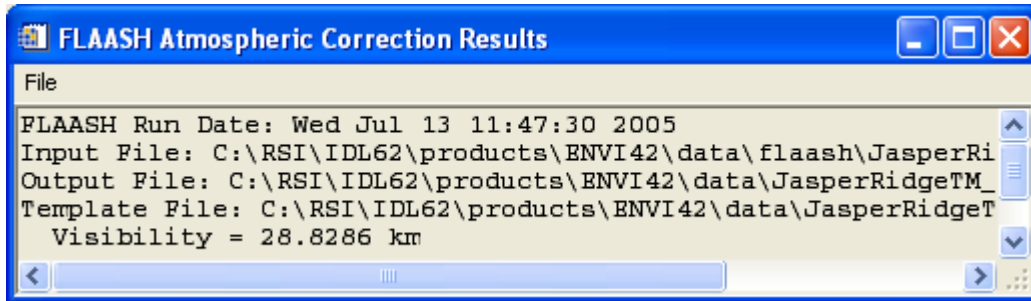 FLAASH Atmospheric Correction Results
File
FLAASH Run Date: Wed Jul 13 11:47:30 2005
Input File: C:\RSI\IDL62\products\ENVI42\data\flaash\JasperRi
Output File: C:\RSI\IDL62\products\ENVI42\data\JasperRidgeTM_
Template File: C:\RSI\IDL62\products\ENVI42\data\JasperRidgeT
Visibility = 28.8286 km